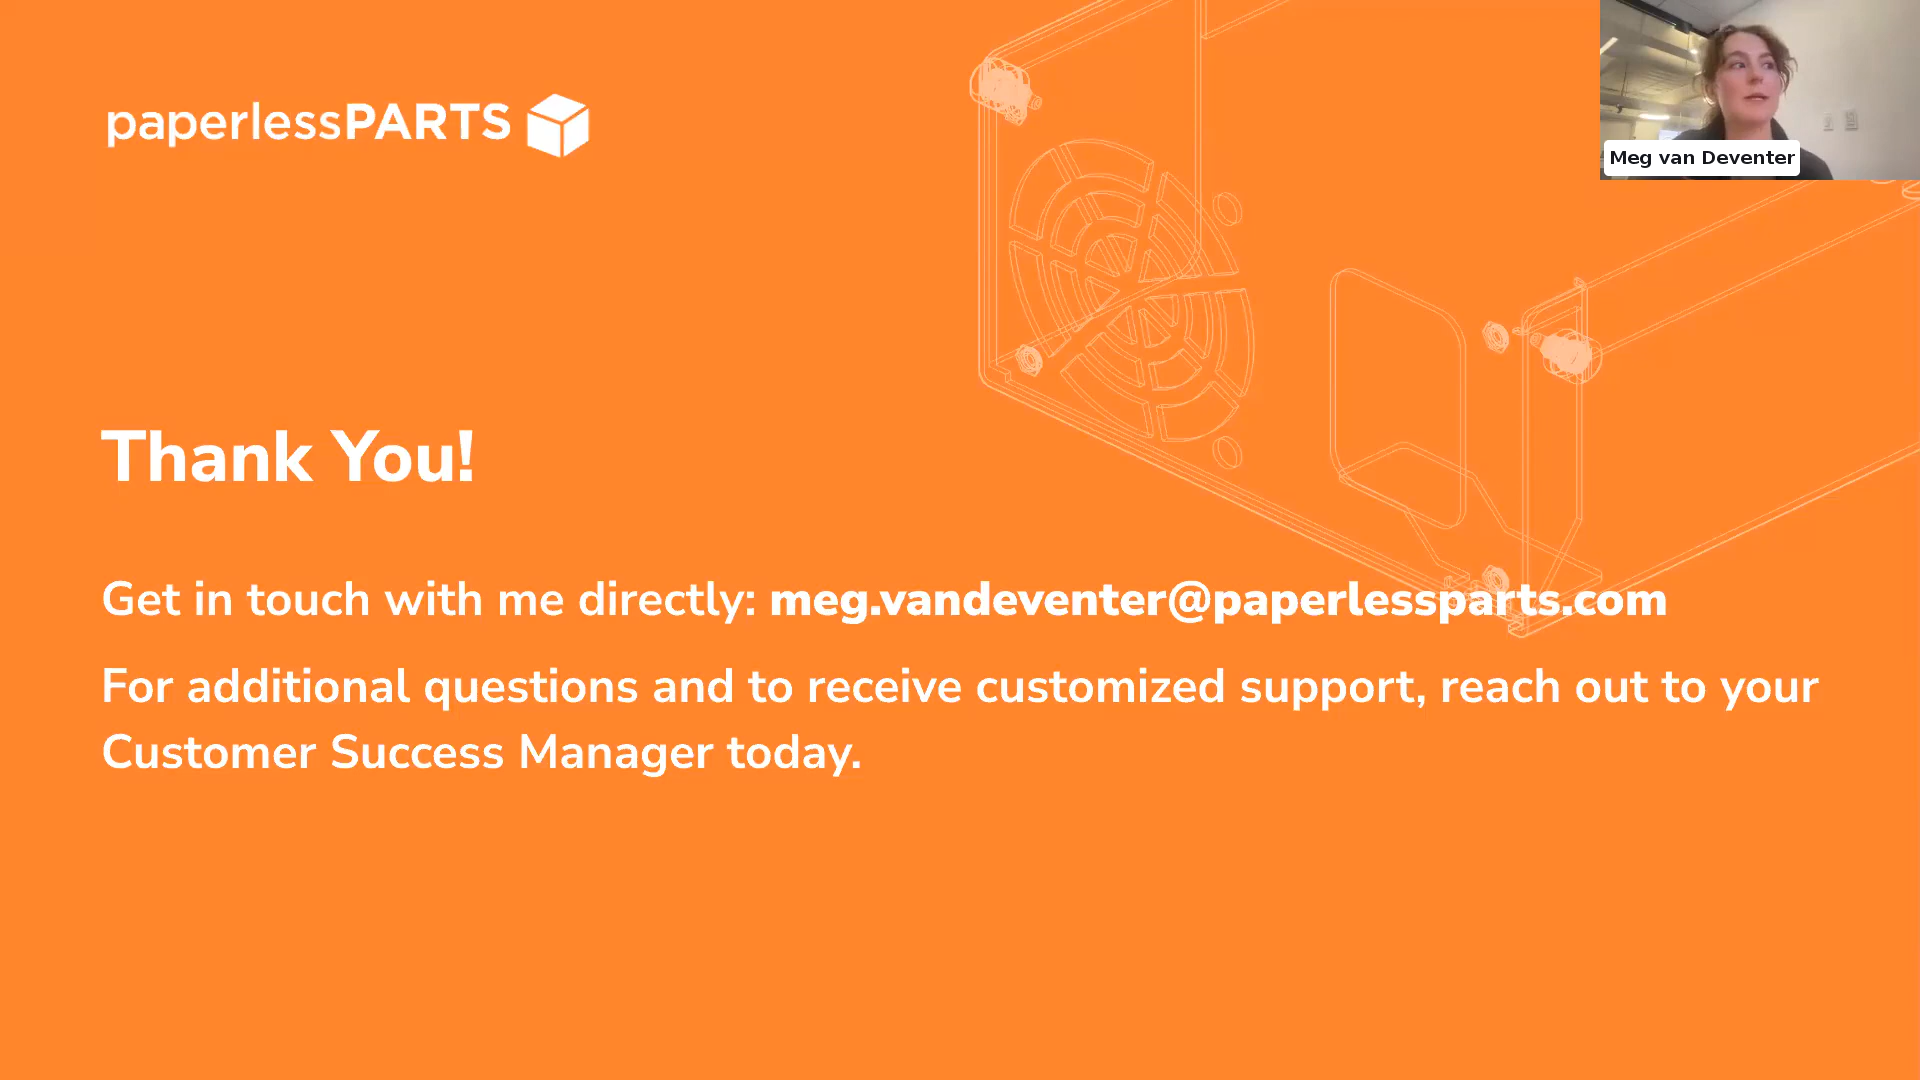 paperlessPARTS
Meg van Deventer
Thank You!
Get in touch with me directly: meg.vandeventer@paperlessparts.com
For additional questions and to receive customized support, reach out to your
Customer Success Manager today.